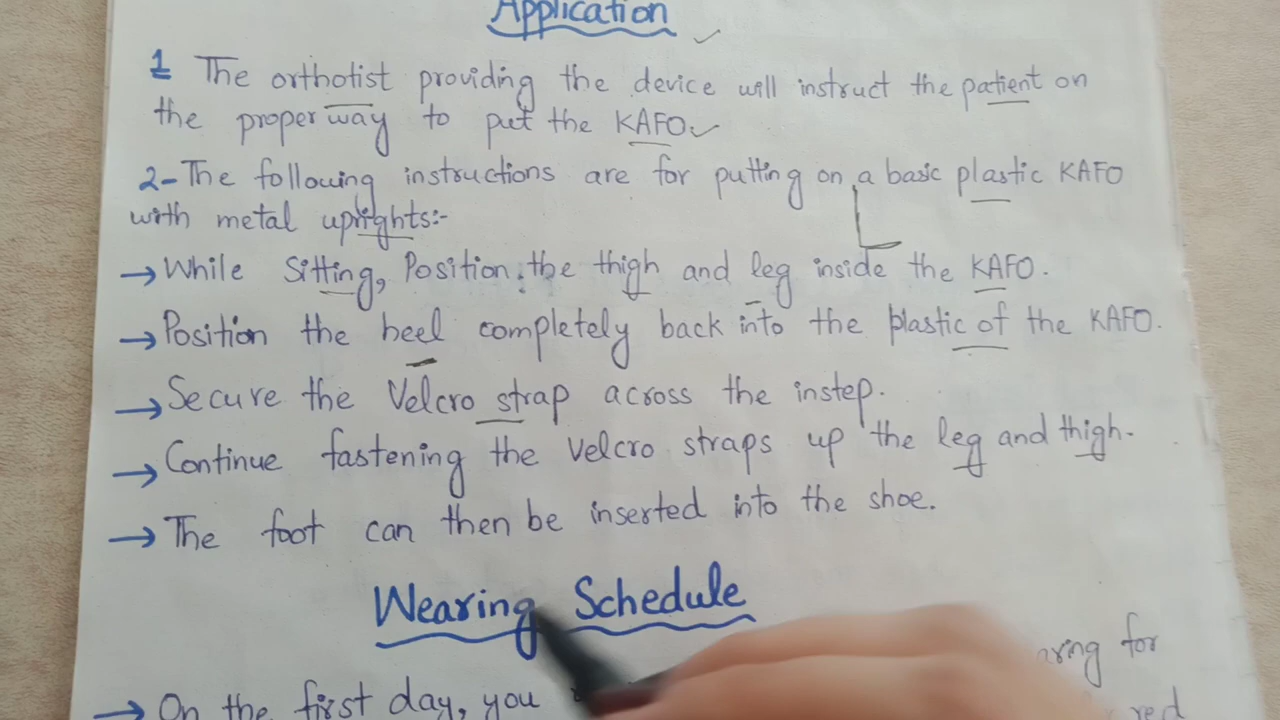 Application
1 The orthotist providing the device will instruct the patient on
the proper way to put the KAFO
2- The following instructions are for putting on a basic plastic KAFO
with metal uprights:-
→ While Sitting, Position the thigh and leg inside the KAFO.
→ Position the heel completely back into the plastic of the KAFO.
→ Secure the Velcro strap across the instep.
→ Continue fastening the velcro straps up the leg and thigh.
→ The foot can then be inserted into the shoe.
Wearing Schedule
→ On the first day, you
for